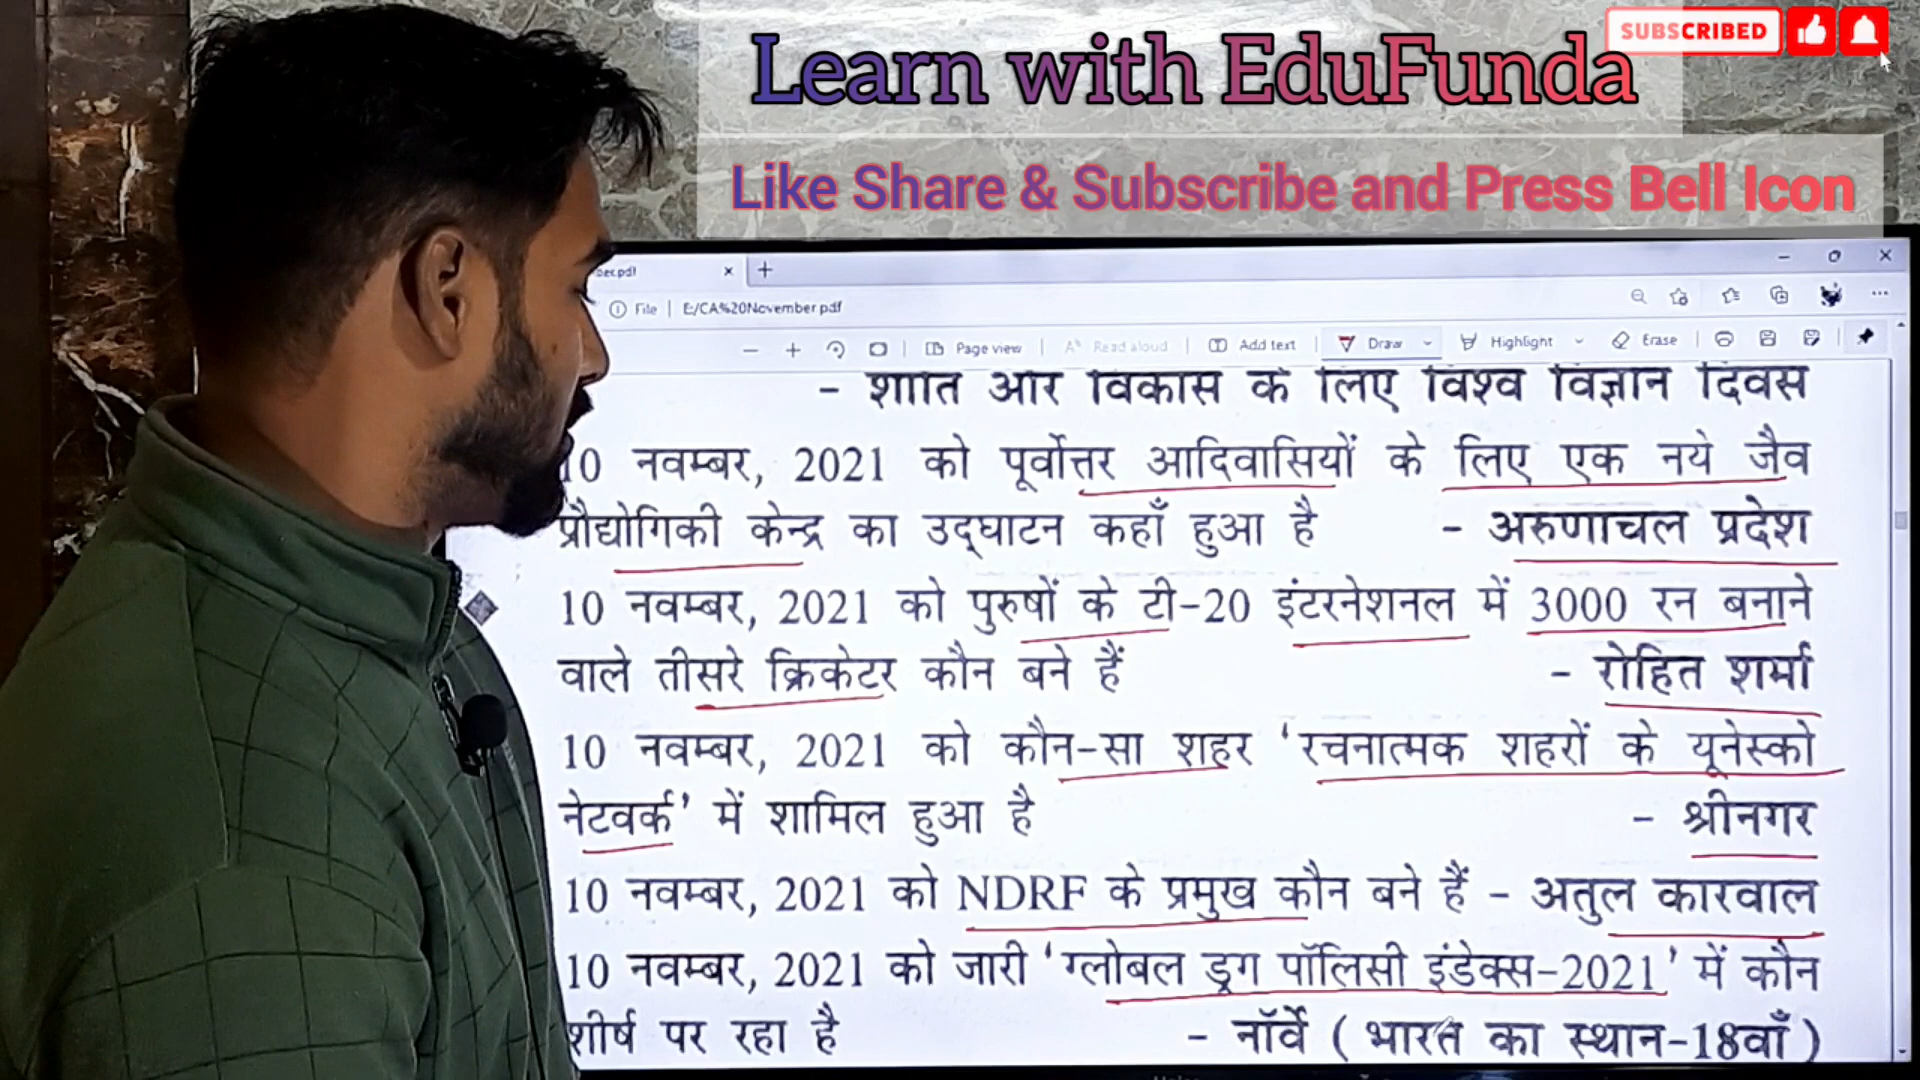 SUBSCRIBED
Learn with EduFunda
Like Share & Subscribe and Press Bell Icon
File | E:/CA%20November.pdf
Page view Read aloud Add text Draw Highlight Erase
- शांति और विकास के लिए विश्व विज्ञान दिवस
10 नवम्बर, 2021 को पूर्वोत्तर आदिवासियों के लिए एक नये जैव
प्रौद्योगिकी केन्द्र का उद्घाटन कहाँ हुआ है - अरुणाचल प्रदेश
10 नवम्बर, 2021 को पुरुषों के टी-20 इंटरनेशनल में 3000 रन बनाने
वाले तीसरे क्रिकेटर कौन बने हैं - रोहित शर्मा
10 नवम्बर, 2021 को कौन-सा शहर 'रचनात्मक शहरों के यूनेस्को
नेटवर्क' में शामिल हुआ है - श्रीनगर
10 नवम्बर, 2021 को NDRF के प्रमुख कौन बने हैं - अतुल कारवाल
10 नवम्बर, 2021 को जारी 'ग्लोबल ड्रग पॉलिसी इंडेक्स-2021' में कौन
शीर्ष पर रहा है - नॉर्वे ( भारत का स्थान-18वाँ )